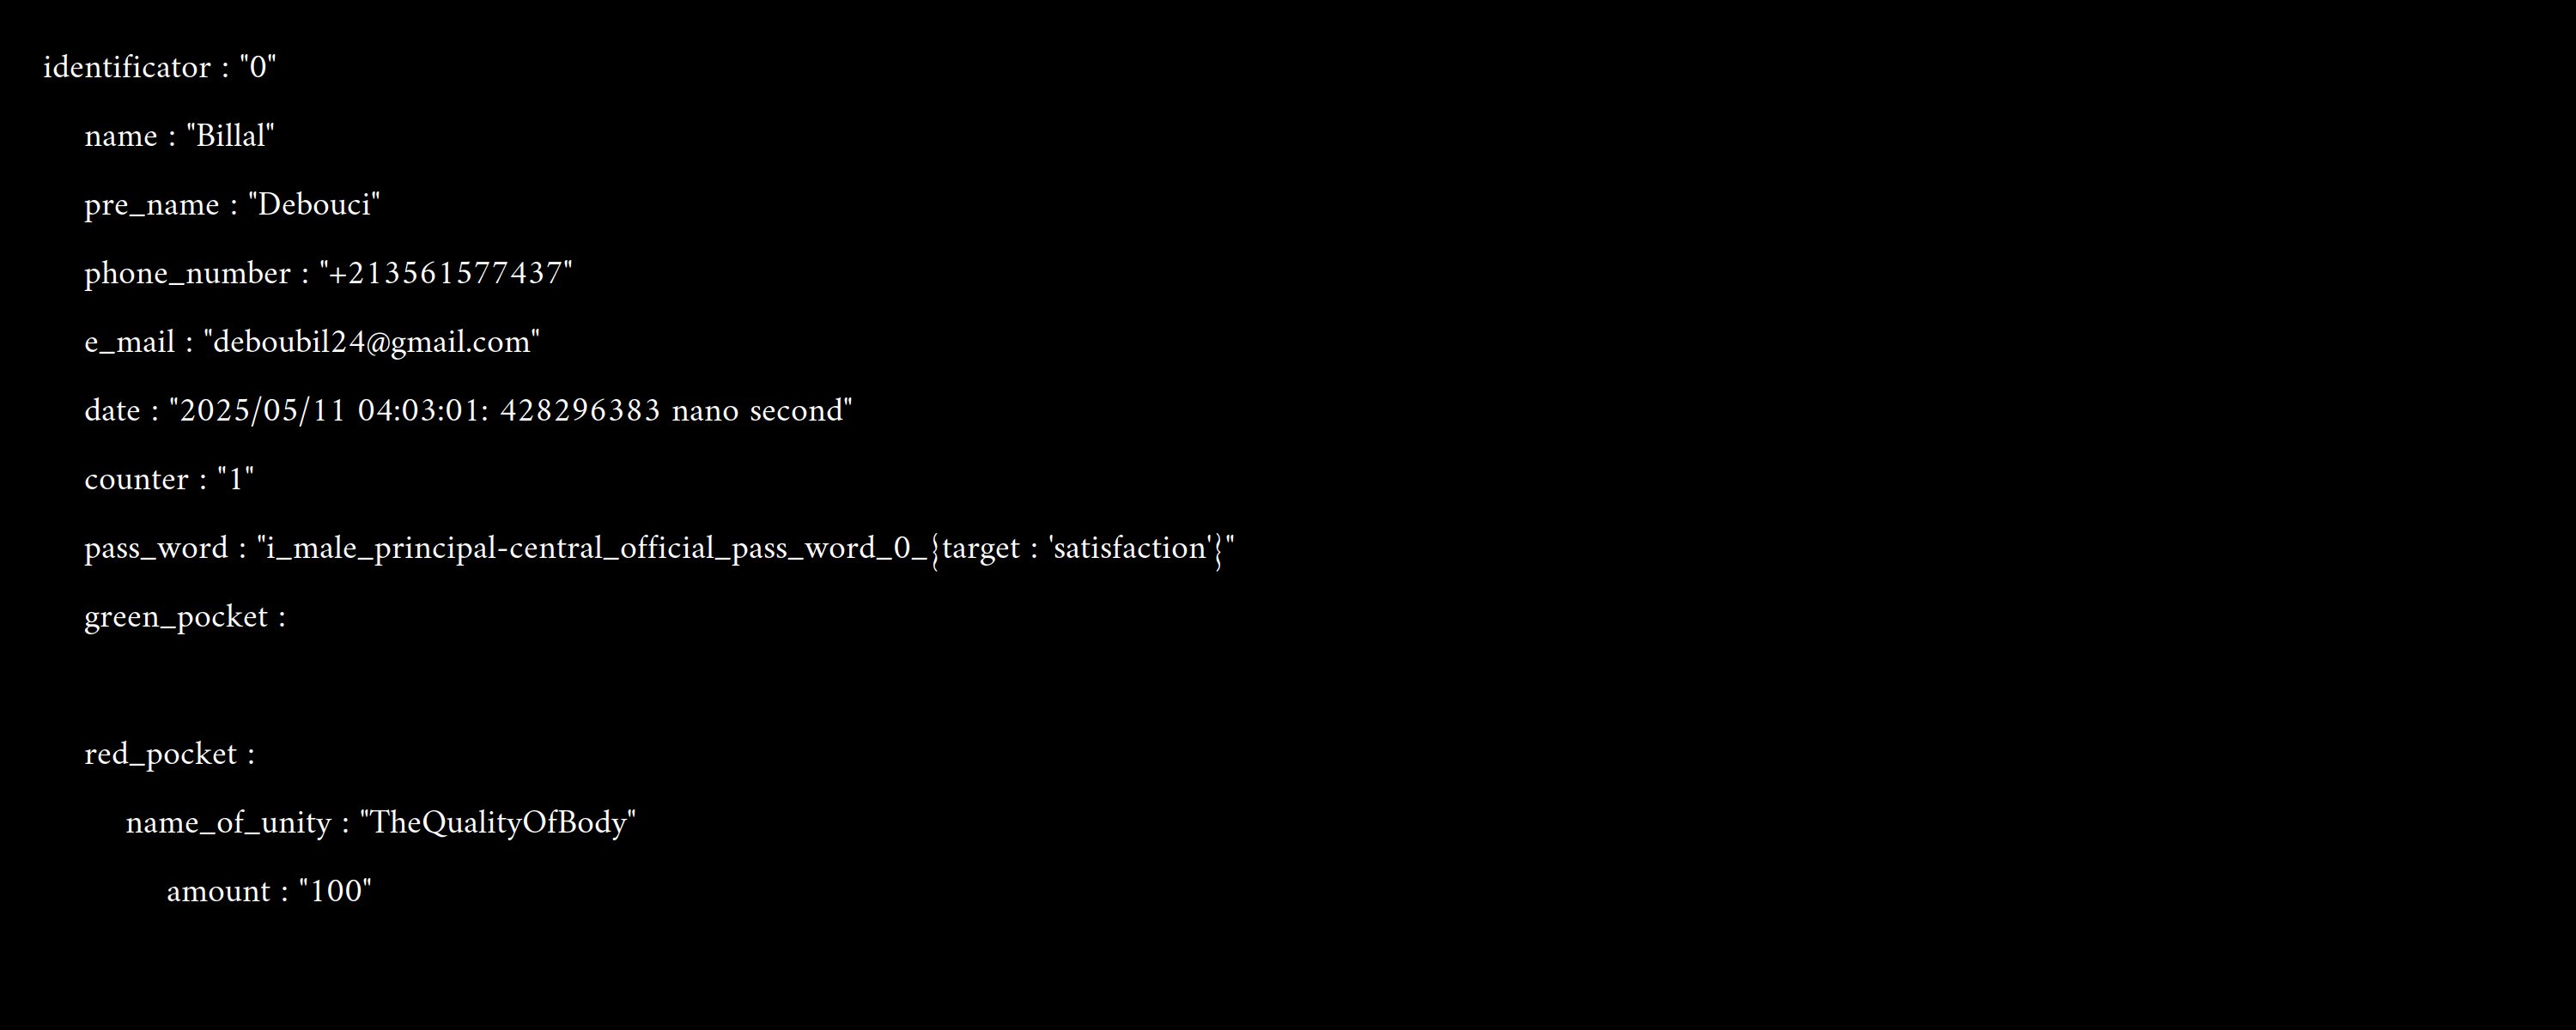 identificator : "0"
name : "Billal"
pre_name : "Debouci"
phone_number : "+213561577437"
e_mail : "deboubil24@gmail.com"
date : "2025/05/11 04:03:01: 428296383 nano second"
counter : "1"
pass_word : "i_male_principal-central_official_pass_word_0_{target : 'satisfaction'}"
green_pocket :
red_pocket :
name_of_unity : "TheQualityOfBody"
amount : "100"